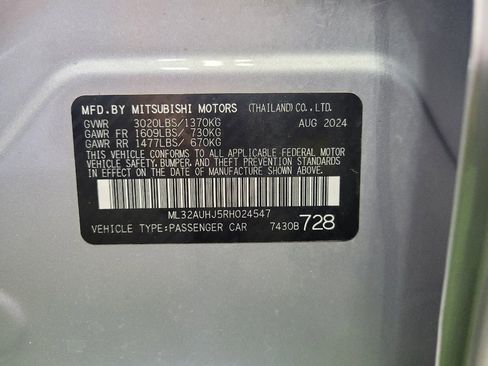 MFD.BY MITSUBISHI MOTORS (THAILAND) CO.,LTD.
GVWR 3020LBS/1370KG AUG 2024
GAWR FR 1609LBS/ 730KG
GAWR RR 1477LBS/ 670KG
THIS VEHICLE CONFORMS TO ALL APPLICABLE FEDERAL MOTOR
VEHICLE SAFETY, BUMPER, AND THEFT PREVENTION STANDARDS
IN EFFECT ON THE DATE OF MANUFACTURE SHOWN ABOVE.
ML32AUHJ5RH024547
VEHICLE TYPE:PASSENGER CAR 7430B 728